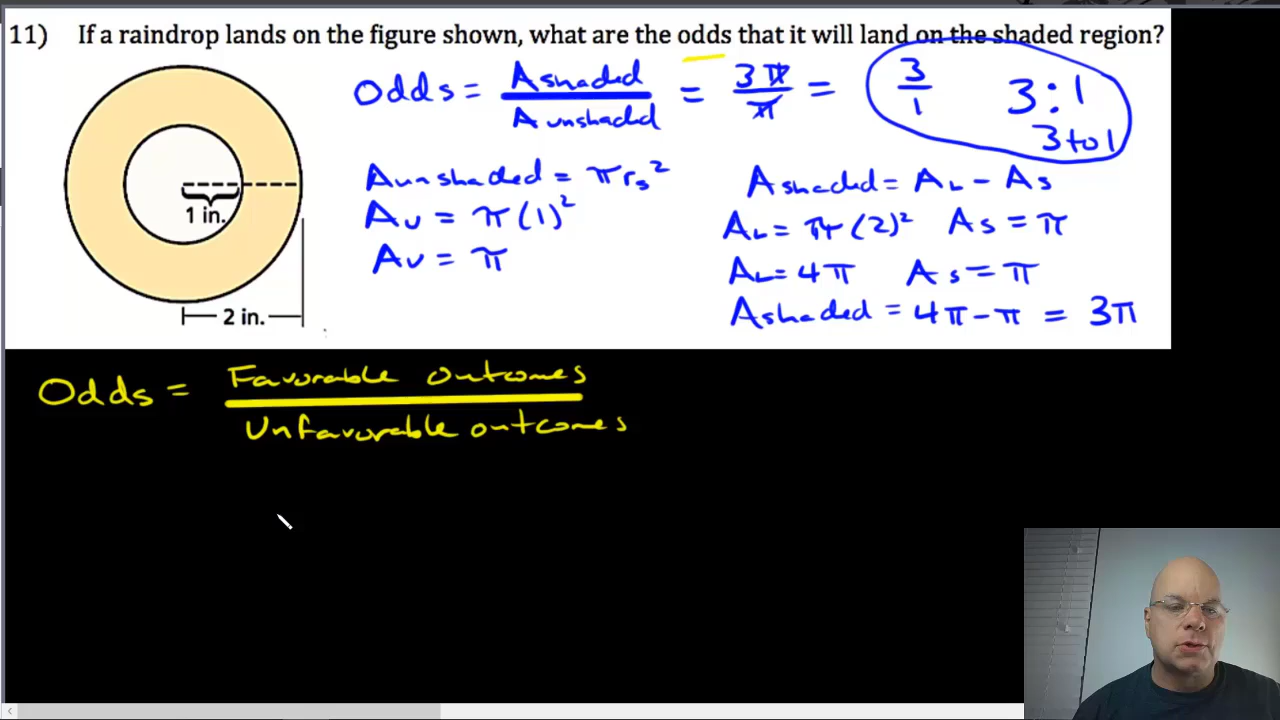 11) If a raindrop lands on the figure shown, what are the odds that it will land on the shaded region?
Odds = A shaded / A unshaded = 3π / π = 3/1 3:1
3 to 1
A unshaded = π rs²
Au = π (1)²
Au = π
A shaded = AL - As
AL = π (2)² As = π
AL = 4π As = π
A shaded = 4π - π = 3π
1 in.
2 in.
Odds = Favorable outcomes / Unfavorable outcomes